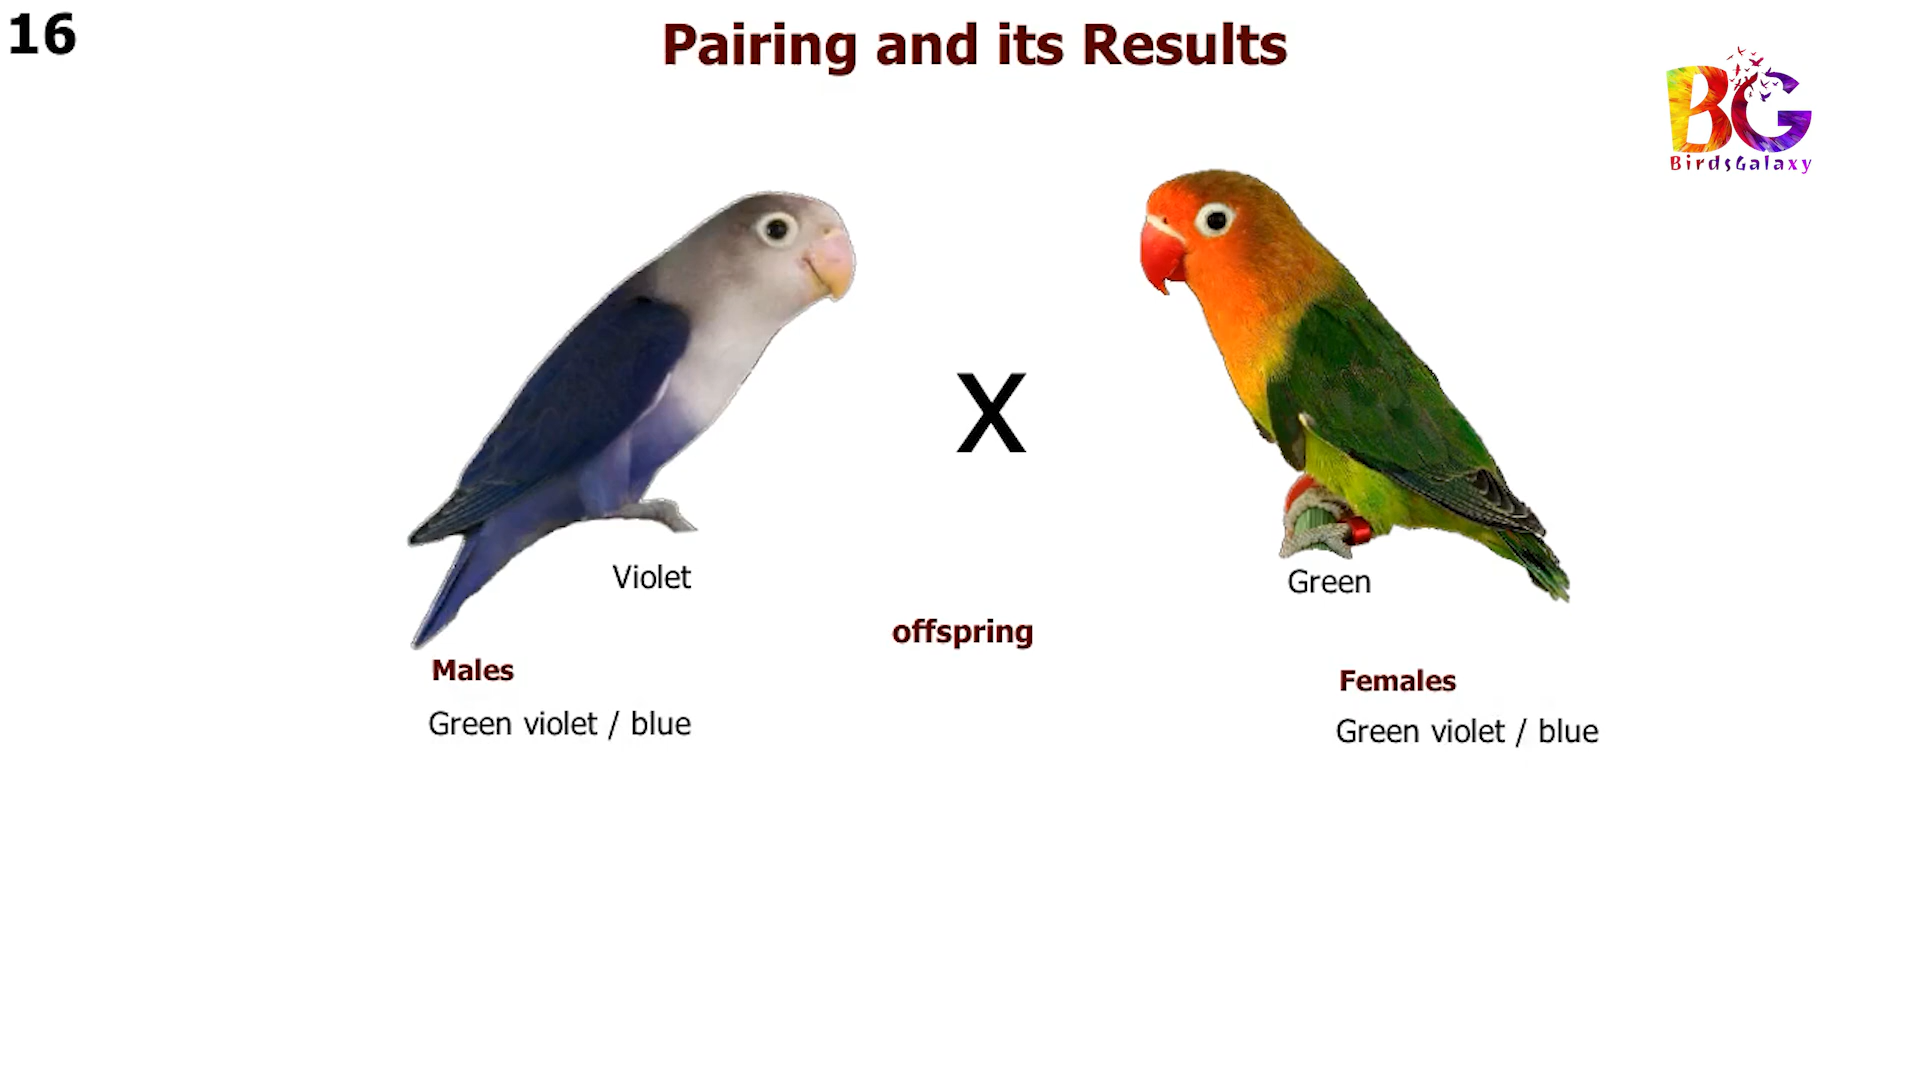 16
Pairing and its Results
BG
BirdsGalaxy
X
Violet
Green
offspring
Males
Females
Green violet / blue
Green violet / blue